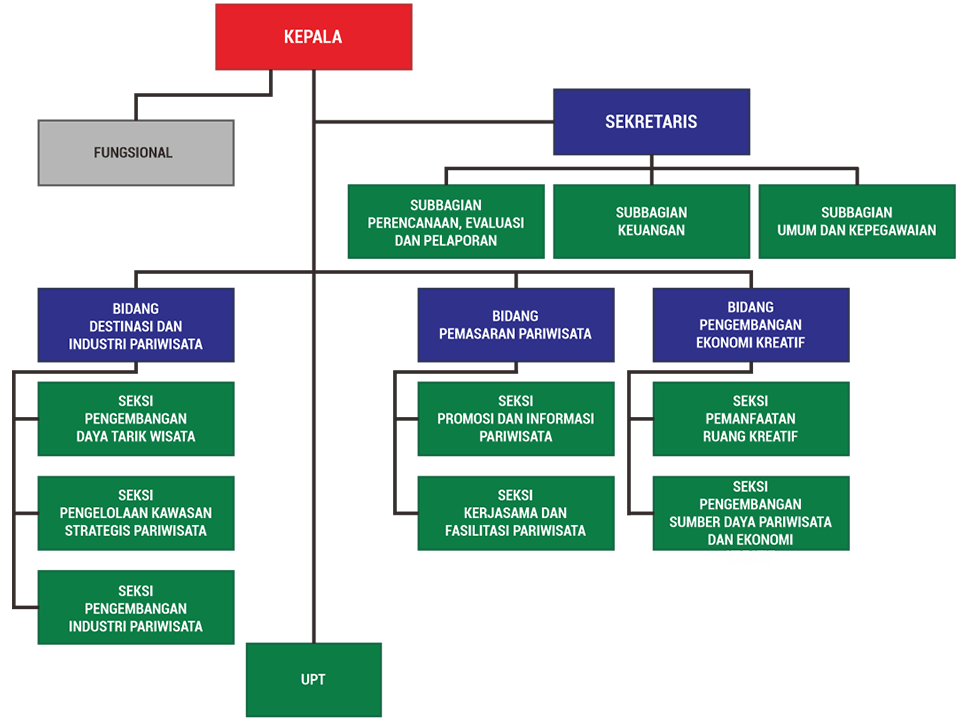 KEPALA
SEKRETARIS
FUNGSIONAL
SUBBAGIAN
PERENCANAAN, EVALUASI
DAN PELAPORAN
SUBBAGIAN
KEUANGAN
SUBBAGIAN
UMUM DAN KEPEGAWAIAN
BIDANG
DESTINASI DAN
INDUSTRI PARIWISATA
SEKSI
PENGEMBANGAN
DAYA TARIK WISATA
SEKSI
PENGELOLAAN KAWASAN
STRATEGIS PARIWISATA
SEKSI
PENGEMBANGAN
INDUSTRI PARIWISATA
BIDANG
PEMASARAN PARIWISATA
SEKSI
PROMOSI DAN INFORMASI
PARIWISATA
SEKSI
KERJASAMA DAN
FASILITASI PARIWISATA
BIDANG
PENGEMBANGAN
EKONOMI KREATIF
SEKSI
PEMANFAATAN
RUANG KREATIF
SEKSI
PENGEMBANGAN
SUMBER DAYA PARIWISATA
DAN EKONOMI
UPT